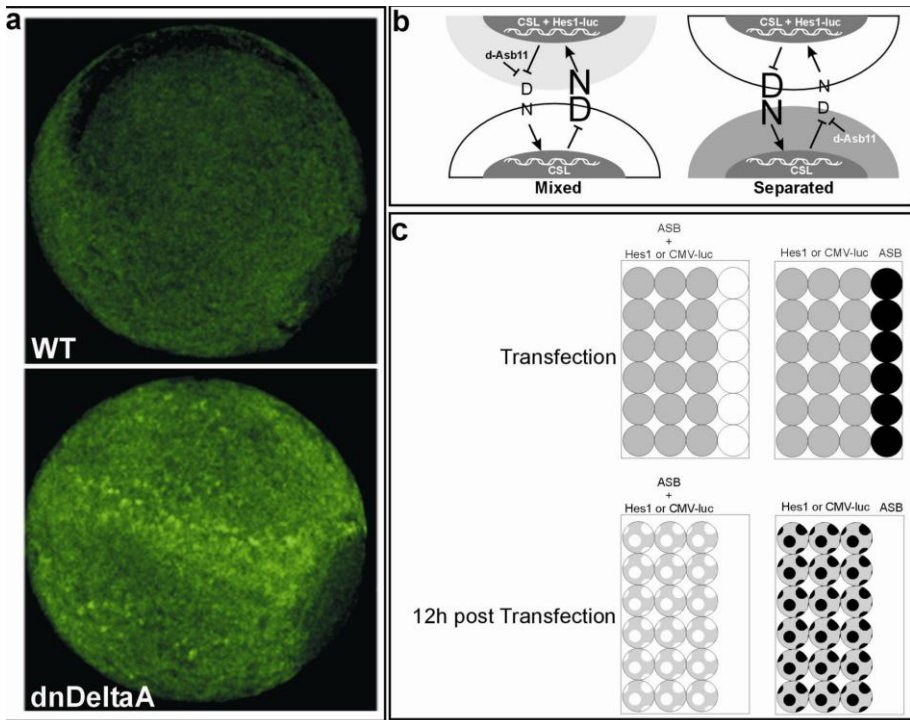 a
WT
dnDeltaA
b
CSL + Hes1-luc
d-Asb11
D
N
N
D
CSL
Mixed
CSL + Hes1-luc
D
N
N
D
d-Asb11
CSL
Separated
c
ASB
+
Hes1 or CMV-luc
Hes1 or CMV-luc ASB
Transfection
ASB
+
Hes1 or CMV-luc
Hes1 or CMV-luc ASB
12h post Transfection